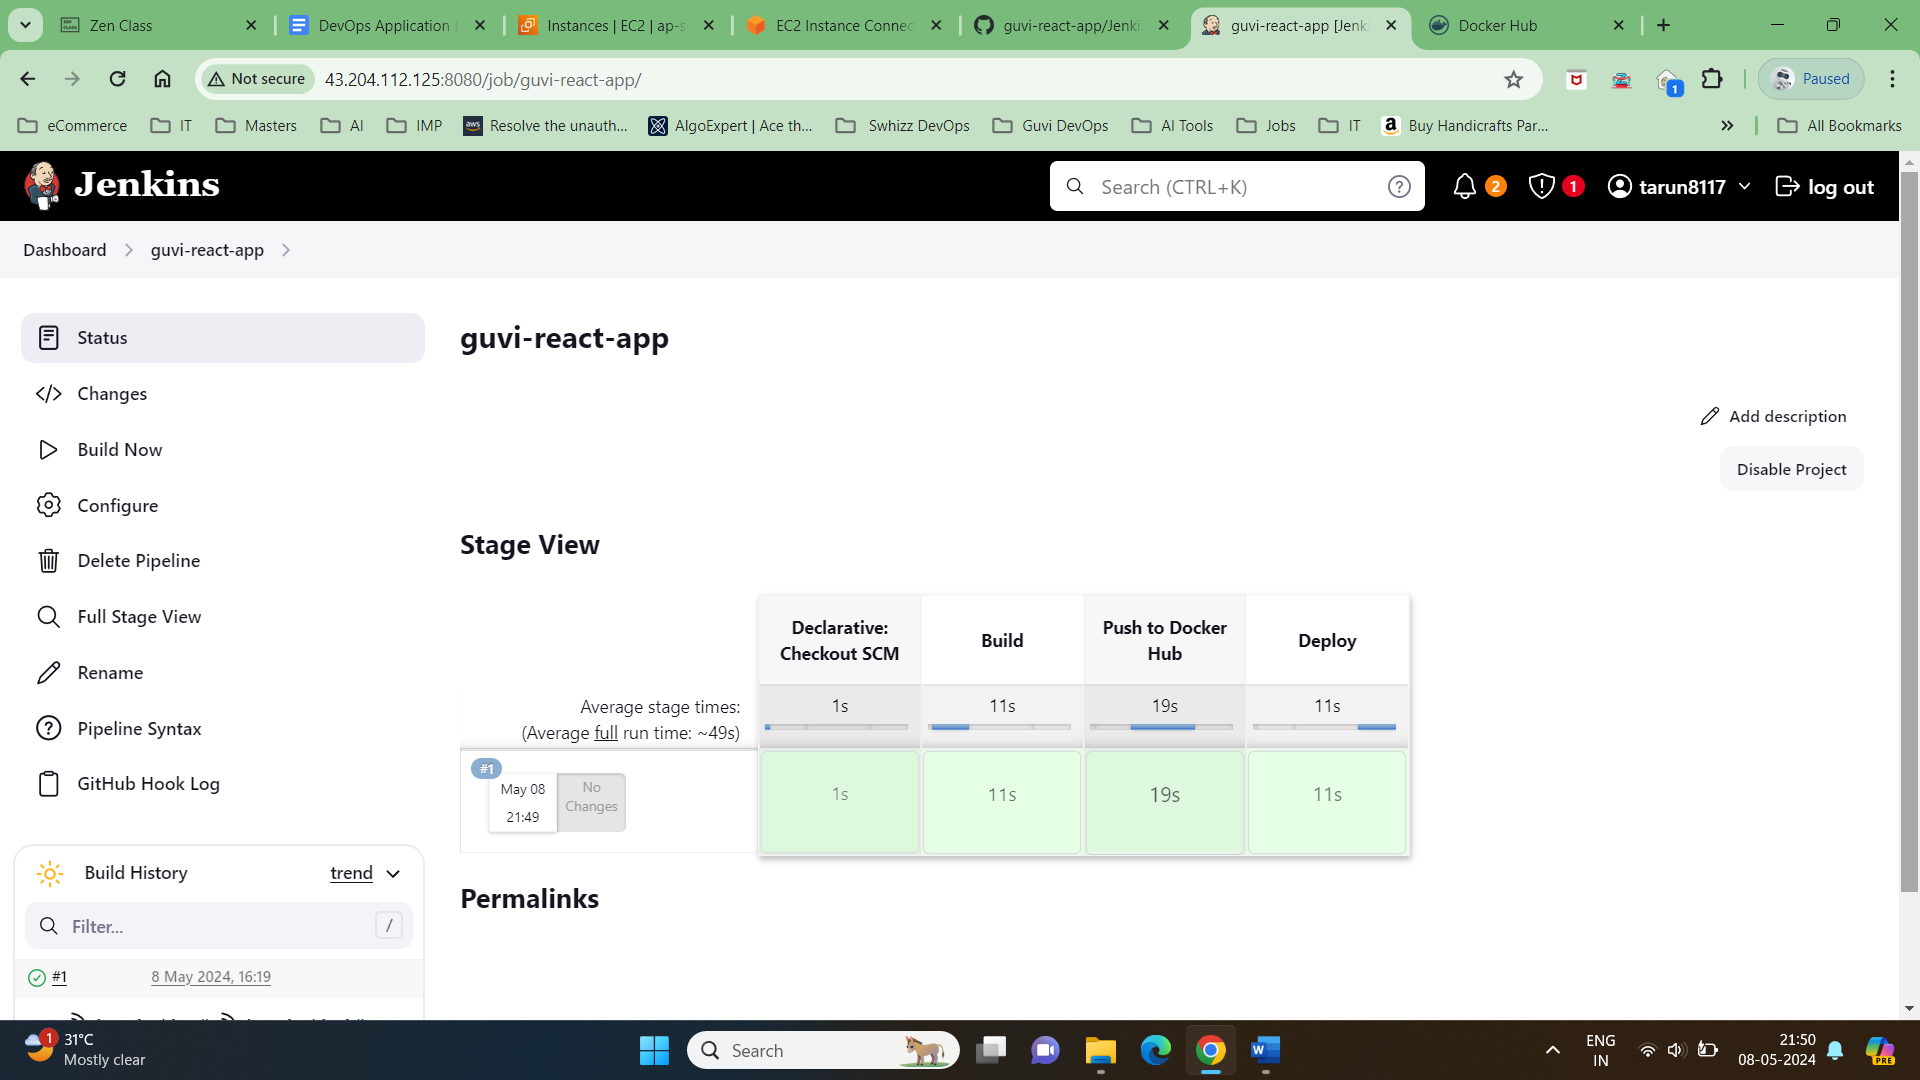 Zen Class
DevOps Application
Instances | EC2 | ap-s
EC2 Instance Connec
guvi-react-app/Jenki
guvi-react-app [Jenki
Docker Hub
Not secure
43.204.112.125:8080/job/guvi-react-app/
1
Paused
eCommerce
IT
Masters
AI
IMP
aws
Resolve the unauth...
AlgoExpert | Ace th...
Swhizz DevOps
Guvi DevOps
AI Tools
Jobs
IT
Buy Handicrafts Par...
»
All Bookmarks
Jenkins
Search (CTRL+K)
?
2
1
tarun8117
log out
Dashboard
guvi-react-app
Status
Changes
Build Now
Configure
Delete Pipeline
Full Stage View
Rename
Pipeline Syntax
GitHub Hook Log
guvi-react-app
Add description
Disable Project
Stage View
Declarative: Checkout SCM
Build
Push to Docker Hub
Deploy
Average stage times:
(Average full run time: ~49s)
1s
11s
19s
11s
#1
May 08
21:49
No Changes
1s
11s
19s
11s
Permalinks
Build History
trend
Filter...
/
#1
8 May 2024, 16:19
1
31°C
Mostly clear
Search
ENG
IN
21:50
08-05-2024
PRE